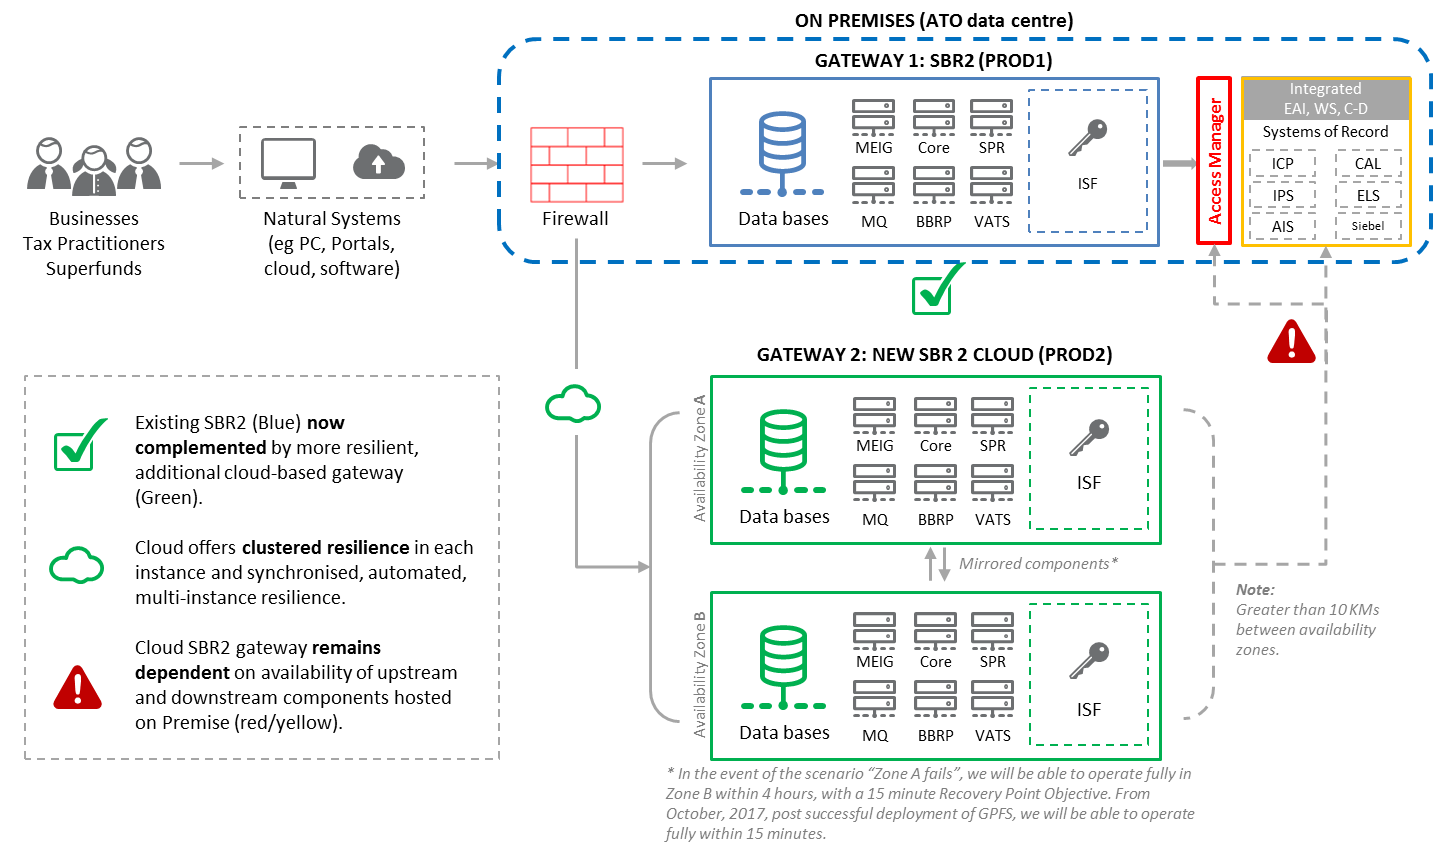 ON PREMISES (ATO data centre)
GATEWAY 1: SBR2 (PROD1)
Businesses
Tax Practitioners
Superfunds
Natural Systems
(eg PC, Portals,
cloud, software)
Firewall
Data bases
MEIG
Core
SPR
MQ
BBRP
VATS
ISF
Access Manager
Integrated
EAI, WS, C-D
Systems of Record
ICP
CAL
IPS
ELS
AIS
Siebel
GATEWAY 2: NEW SBR 2 CLOUD (PROD2)
Availability Zone A
Data bases
MEIG
Core
SPR
MQ
BBRP
VATS
ISF
Mirrored components*
Availability Zone B
Data bases
MEIG
Core
SPR
MQ
BBRP
VATS
ISF
Note:
Greater than 10 KMs
between availability
zones.
* In the event of the scenario “Zone A fails”, we will be able to operate fully in
Zone B within 4 hours, with a 15 minute Recovery Point Objective. From
October, 2017, post successful deployment of GPFS, we will be able to operate
fully within 15 minutes.
Existing SBR2 (Blue) now
complemented by more resilient,
additional cloud-based gateway
(Green).
Cloud offers clustered resilience in each
instance and synchronised, automated,
multi-instance resilience.
Cloud SBR2 gateway remains
dependent on availability of upstream
and downstream components hosted
on Premise (red/yellow).